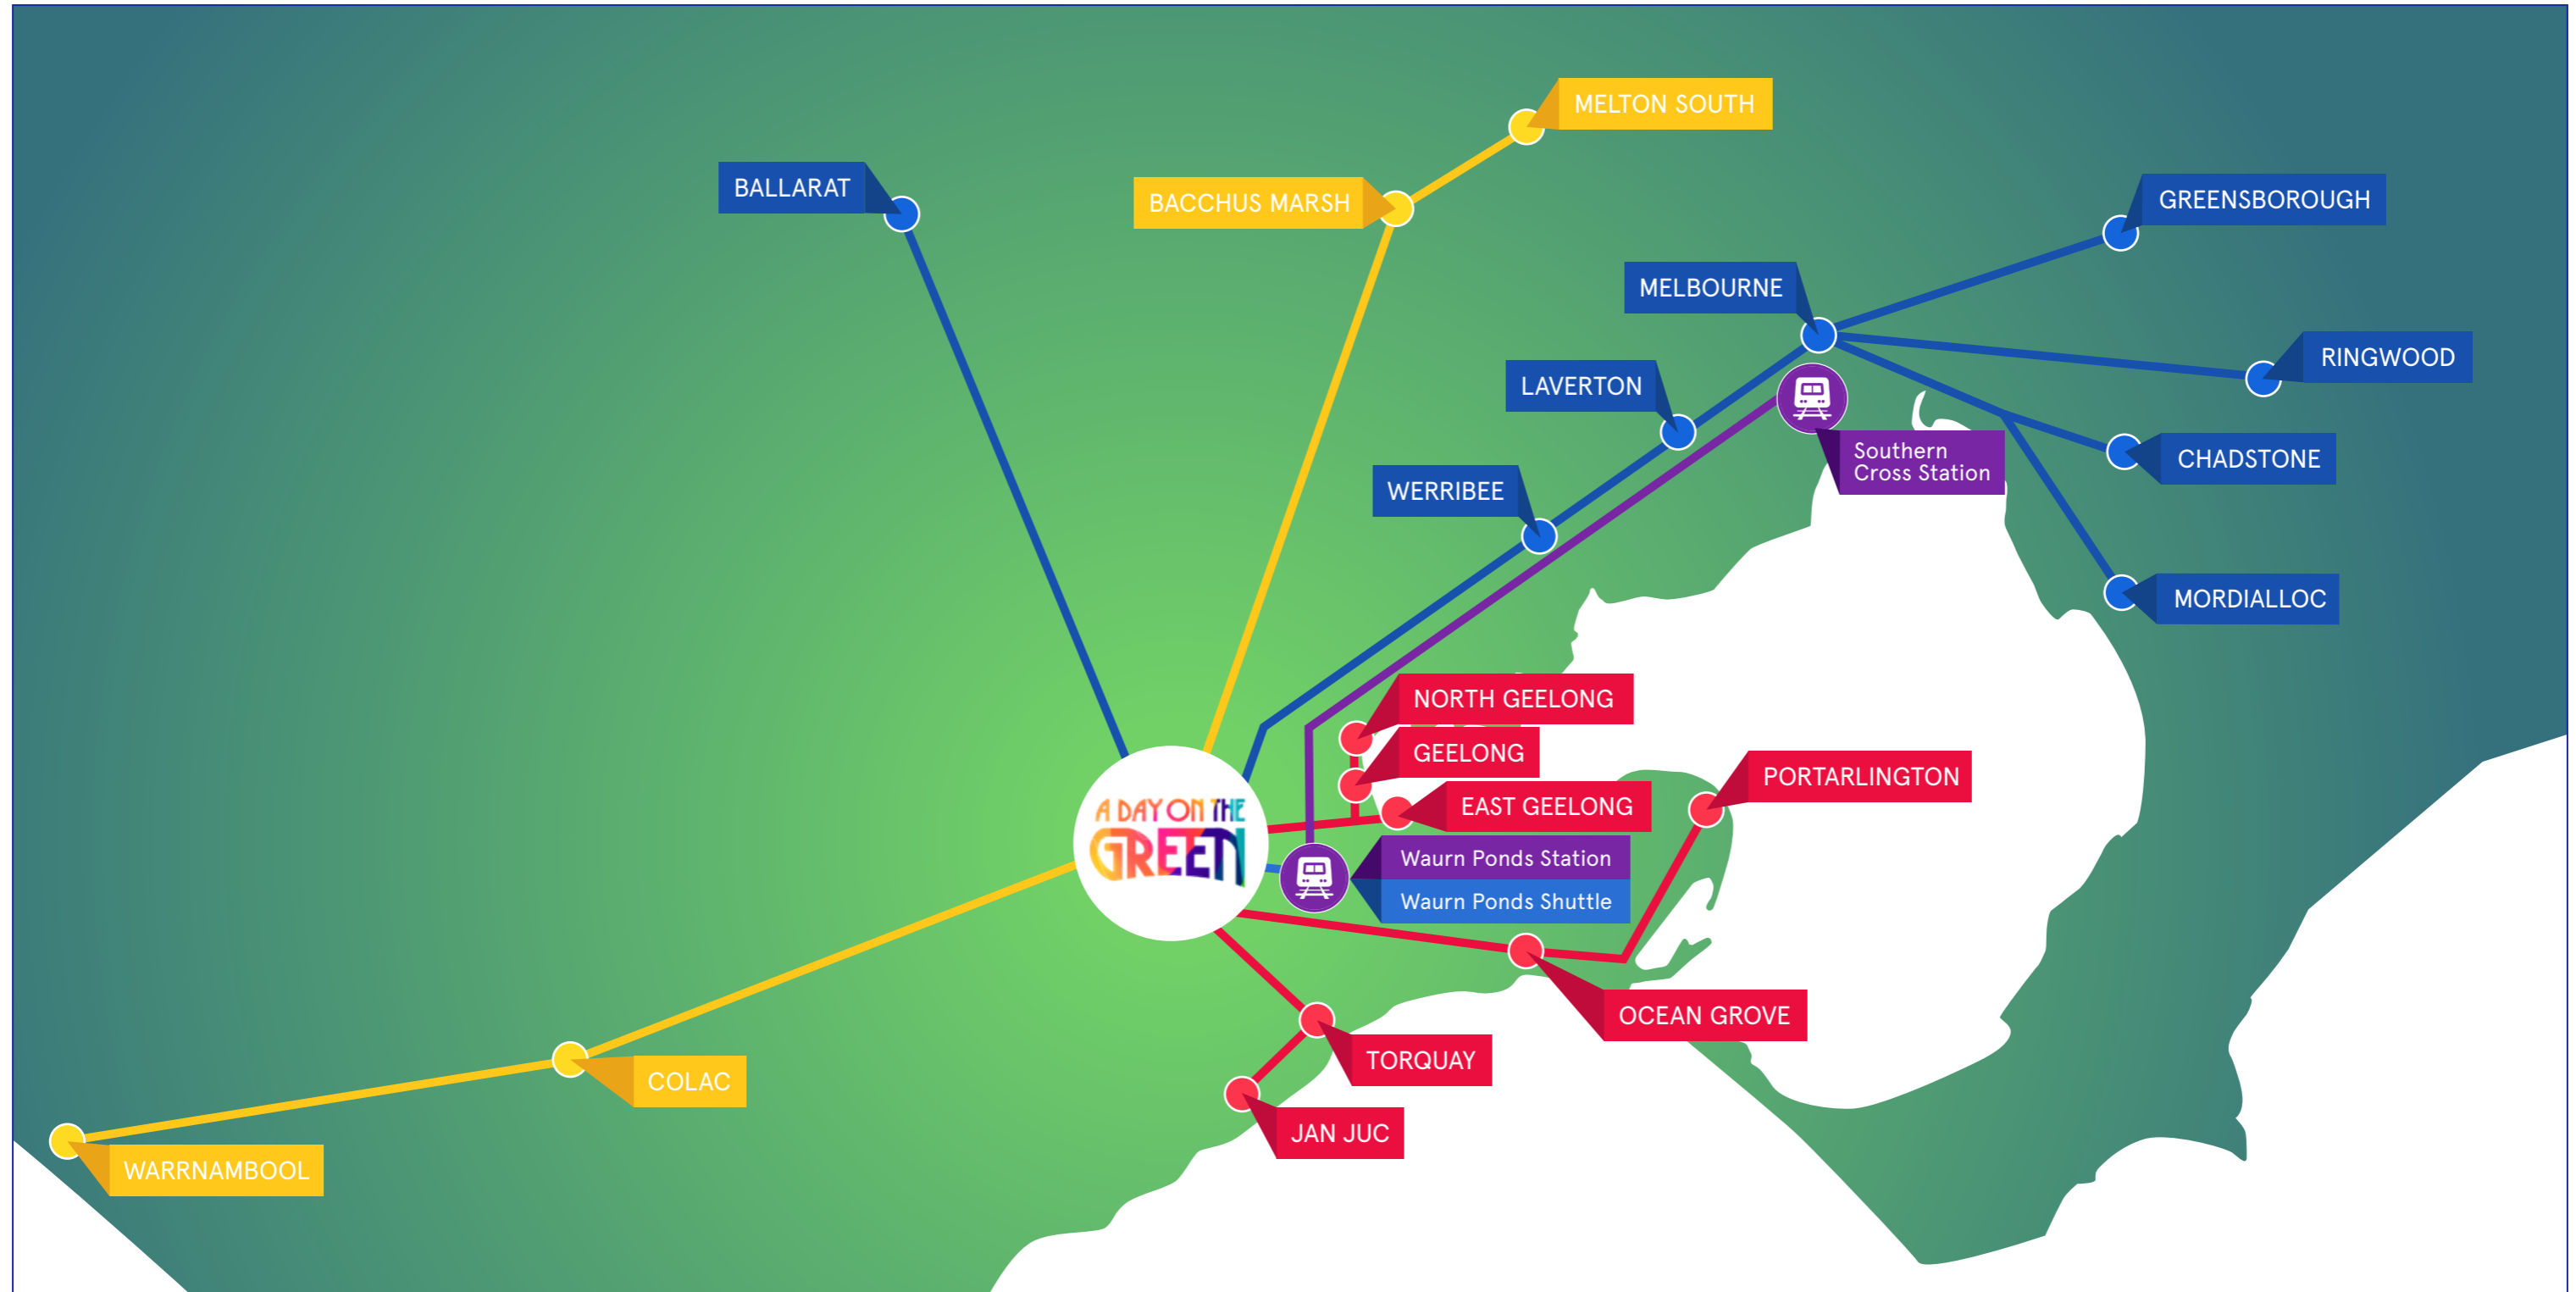 MELTON SOUTH
BALLARAT
BACCHUS MARSH
GREENSBOROUGH
MELBOURNE
RINGWOOD
LAVERTON
Southern
Cross Station
CHADSTONE
WERRIBEE
MORDIALLOC
NORTH GEELONG
GEELONG
PORTARLINGTON
EAST GEELONG
A DAY ON THE
GREEN
Waurn Ponds Station
Waurn Ponds Shuttle
OCEAN GROVE
TORQUAY
COLAC
JAN JUC
WARRNAMBOOL